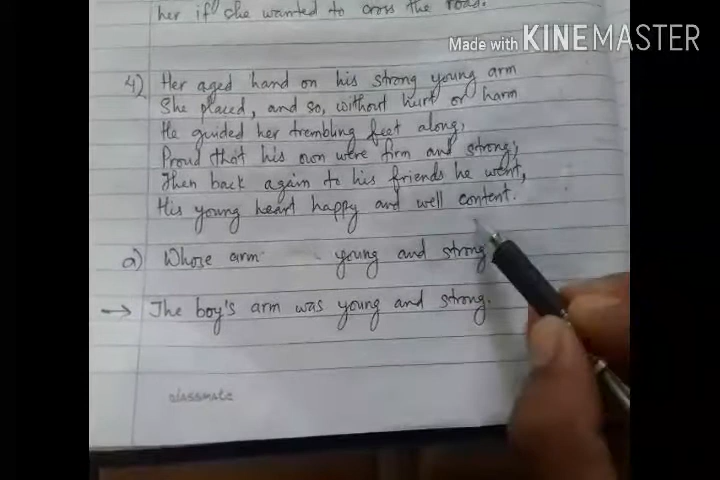 her if she wanted to cross the road.
Made with KINEMASTER
4) Her aged hand on his strong young arm
She placed, and so, without hurt or harm
He guided her trembling feet along,
Proud that his own were firm and strong;
Then back again to his friends he went,
His young heart happy and well content.
a) Whose arm young and strong
→ The boy's arm was young and strong.
classmate